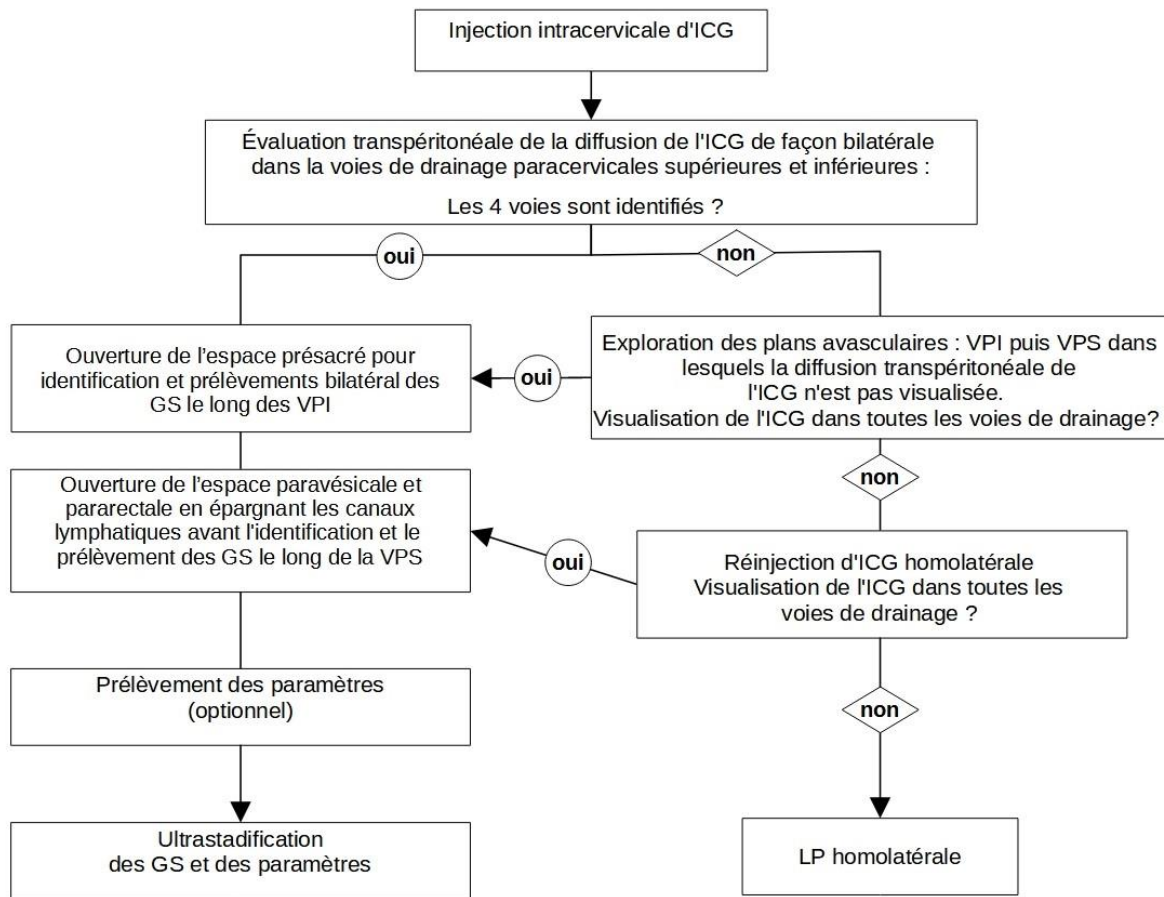 Injection intracervicale d'ICG
Évaluation transpéritonéale de la diffusion de l'ICG de façon bilatérale
dans la voies de drainage paracervicales supérieures et inférieures :
Les 4 voies sont identifiés ?
oui
non
Ouverture de l'espace présacré pour
identification et prélèvements bilatéral des
GS le long des VPI
oui
Exploration des plans avasculaires : VPI puis VPS dans
lesquels la diffusion transpéritonéale de
l'ICG n'est pas visualisée.
Visualisation de l'ICG dans toutes les voies de drainage?
non
Ouverture de l'espace paravésicale et
pararectale en épargnant les canaux
lymphatiques avant l'identification et le
prélèvement des GS le long de la VPS
oui
Réinjection d'ICG homolatérale
Visualisation de l'ICG dans toutes les
voies de drainage ?
Prélèvement des paramètres
(optionnel)
non
Ultrastadification
des GS et des paramètres
LP homolatérale